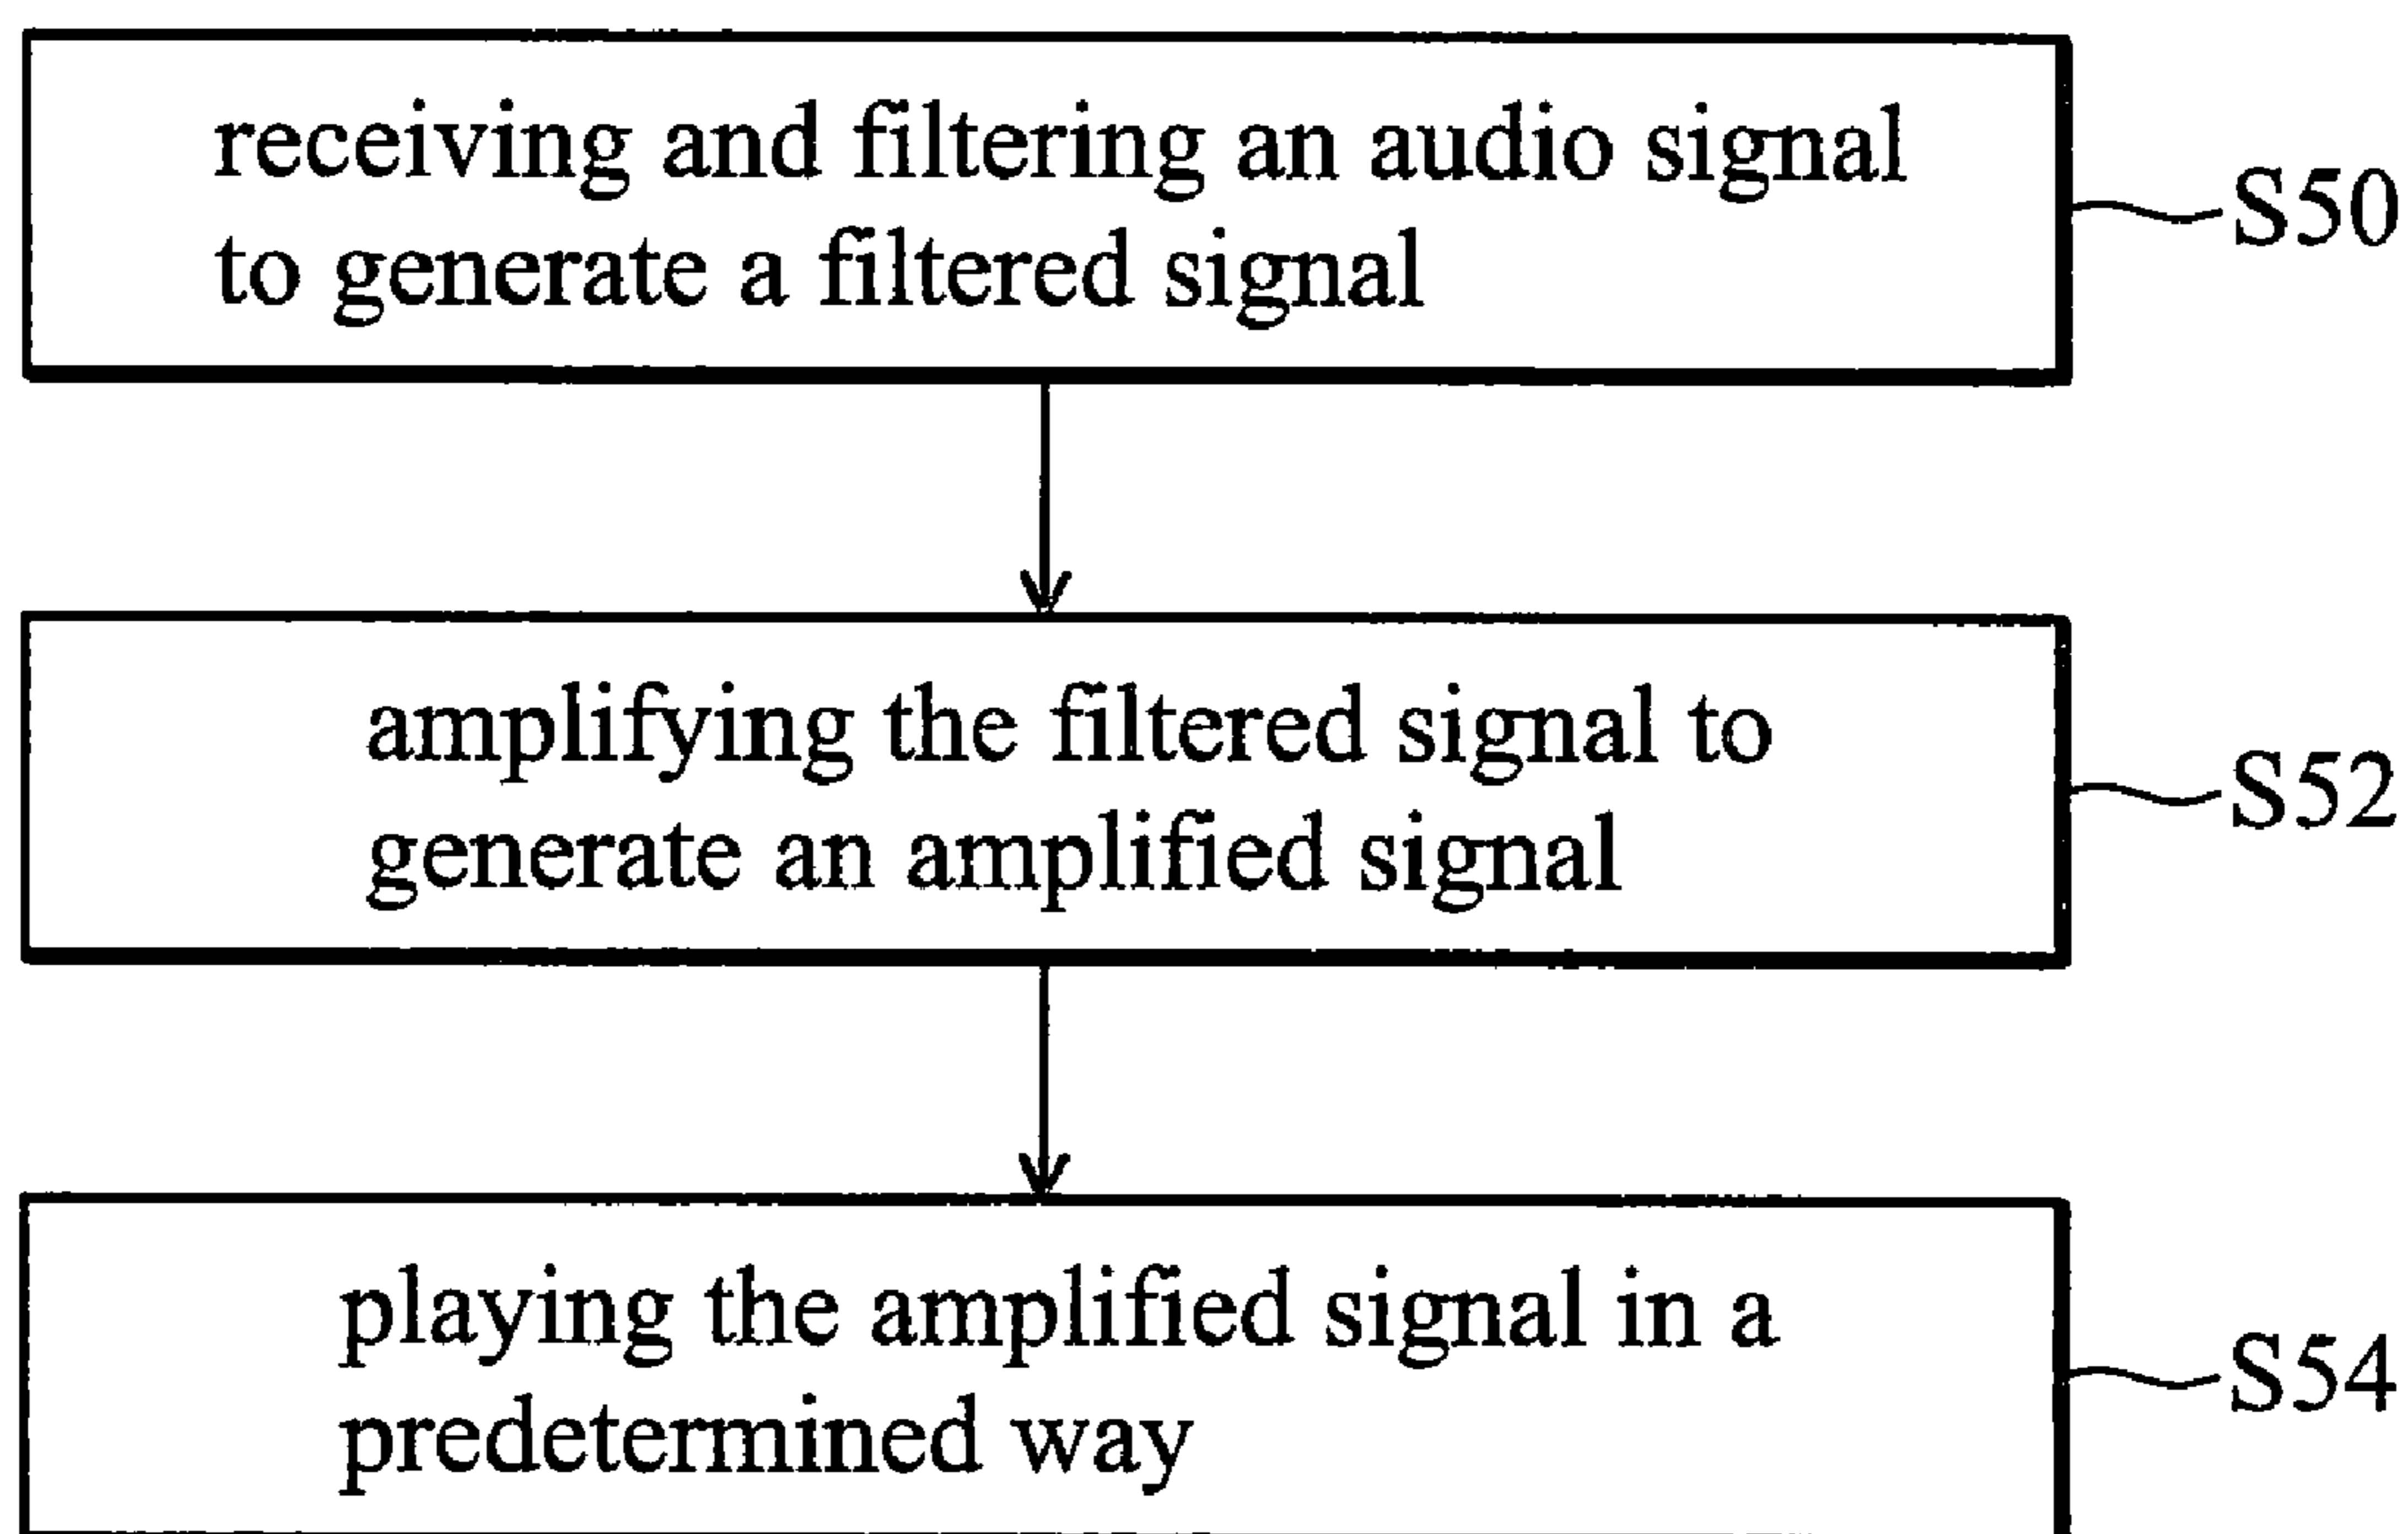 receiving and filtering an audio signal
to generate a filtered signal
S50
amplifying the filtered signal to
generate an amplified signal
S52
playing the amplified signal in a
predetermined way
S54